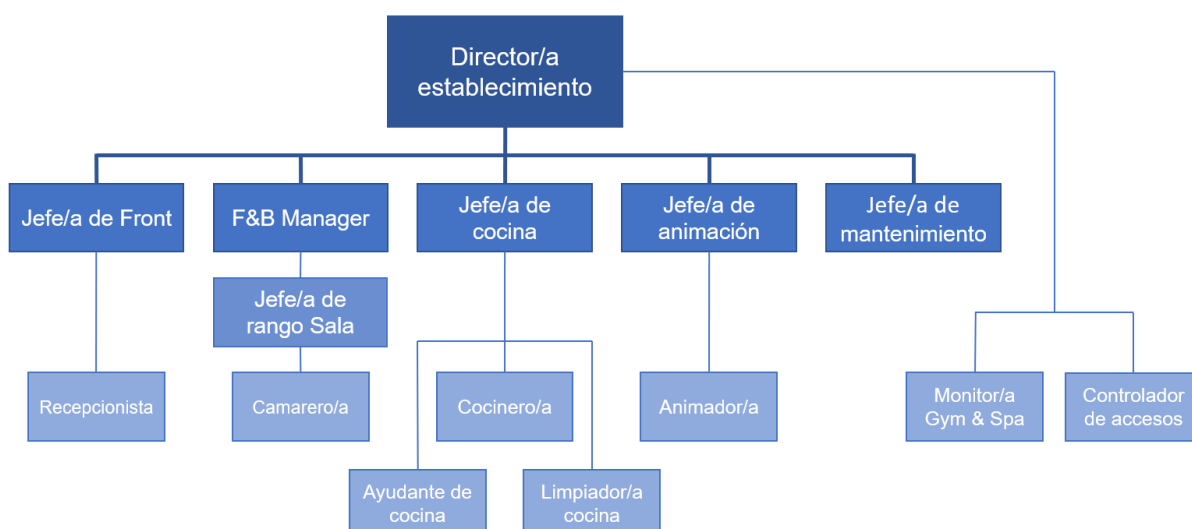 Director/a
establecimiento
Jefe/a de Front
F&B Manager
Jefe/a de
cocina
Jefe/a de
animación
Jefe/a de
mantenimiento
Jefe/a de
rango Sala
Recepcionista
Camarero/a
Cocinero/a
Animador/a
Monitor/a
Gym & Spa
Controlador
de accesos
Ayudante de
cocina
Limpiador/a
cocina